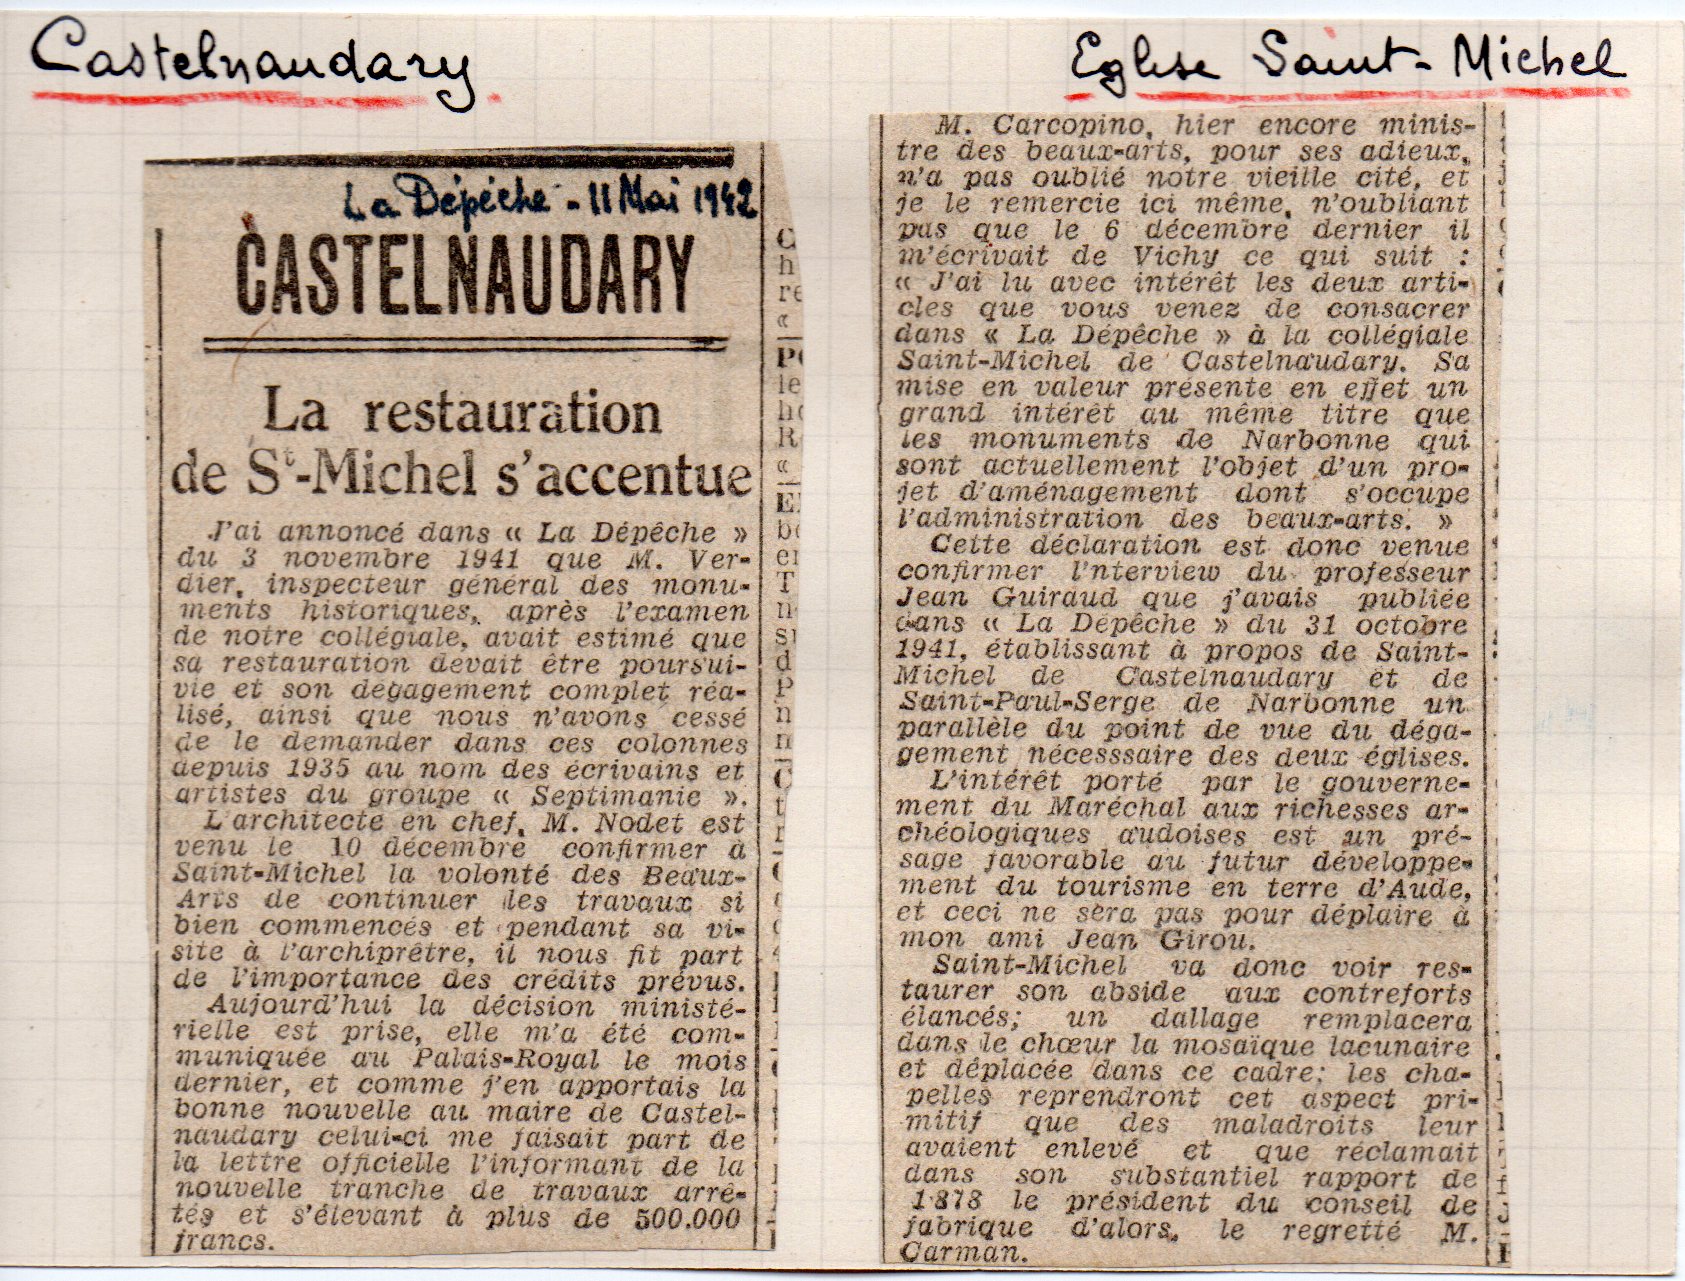 Castelnaudary
Eglise Saint-Michel
La Dépêche - 11 Mai 1942
CASTELNAUDARY
La restauration
de St-Michel s'accentue
J'ai annoncé dans « La Dépêche »
du 3 novembre 1941 que M. Ver-
dier, inspecteur général des monu-
ments historiques, après l'examen
de notre collégiale, avait estimé que
sa restauration devait être poursui-
vie et son dégagement complet réa-
lisé, ainsi que nous n'avons cessé
de le demander dans ces colonnes
depuis 1935 au nom des écrivains et
artistes du groupe « Septimanie ».
L'architecte en chef, M. Nodet est
venu le 10 décembre confirmer à
Saint-Michel la volonté des Beaux-
Arts de continuer les travaux si
bien commencés et pendant sa vi-
site à l'archiprêtre, il nous fit part
de l'importance des crédits prévus.
Aujourd'hui la décision ministé-
rielle est prise, elle m'a été com-
muniquée au Palais-Royal le mois
dernier, et comme j'en apportais la
bonne nouvelle au maire de Castel-
naudary celui-ci me faisait part de
la lettre officielle l'informant de la
nouvelle tranche de travaux arrê-
tés et s'élevant à plus de 500.000
francs.
M. Carcopino, hier encore minis-
tre des beaux-arts, pour ses adieux,
n'a pas oublié notre vieille cité, et
je le remercie ici même, n'oubliant
pas que le 6 décembre dernier il
m'écrivait de Vichy ce qui suit :
« J'ai lu avec intérêt les deux arti-
cles que vous venez de consacrer
dans « La Dépêche » à la collégiale
Saint-Michel de Castelnaudary. Sa
mise en valeur présente en effet un
grand intérêt au même titre que
les monuments de Narbonne qui
sont actuellement l'objet d'un pro-
jet d'aménagement dont s'occupe
l'administration des beaux-arts. »
Cette déclaration est donc venue
confirmer l'nterview du professeur
Jean Guiraud que j'avais publiée
dans « La Dépêche » du 31 octobre
1941, établissant à propos de Saint-
Michel de Castelnaudary et de
Saint-Paul-Serge de Narbonne un
parallèle du point de vue du déga-
gement nécesssaire des deux églises.
L'intérêt porté par le gouverne-
ment du Maréchal aux richesses ar-
chéologiques audoises est un pré-
sage favorable au futur développe-
ment du tourisme en terre d'Aude,
et ceci ne sera pas pour déplaire à
mon ami Jean Girou.
Saint-Michel va donc voir res-
taurer son abside aux contreforts
élancés; un dallage remplacera
dans le chœur la mosaïque lacunaire
et déplacée dans ce cadre; les cha-
pelles reprendront cet aspect pri-
mitif que des maladroits leur
avaient enlevé et que réclamait
dans son substantiel rapport de
1878 le président du conseil de
fabrique d'alors, le regretté M.
Carman.